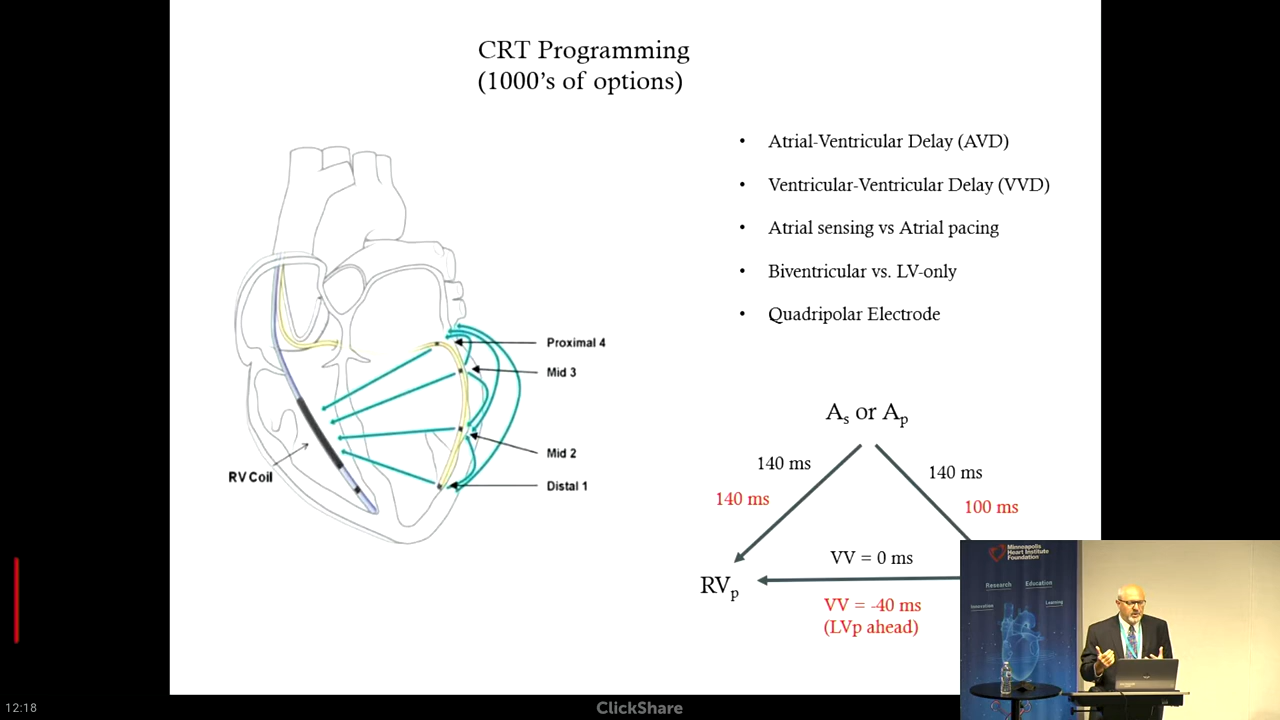 CRT Programming
(1000's of options)
• Atrial-Ventricular Delay (AVD)
• Ventricular-Ventricular Delay (VVD)
• Atrial sensing vs Atrial pacing
• Biventricular vs. LV-only
• Quadripolar Electrode
Proximal 4
Mid 3
Mid 2
Distal 1
RV Coil
As or Ap
140 ms
140 ms
140 ms
100 ms
VV = 0 ms
RVp
VV = -40 ms
(LVp ahead)
Minneapolis
Heart Institute
Foundation
Research Education
Innovation Learning
12:18
ClickShare